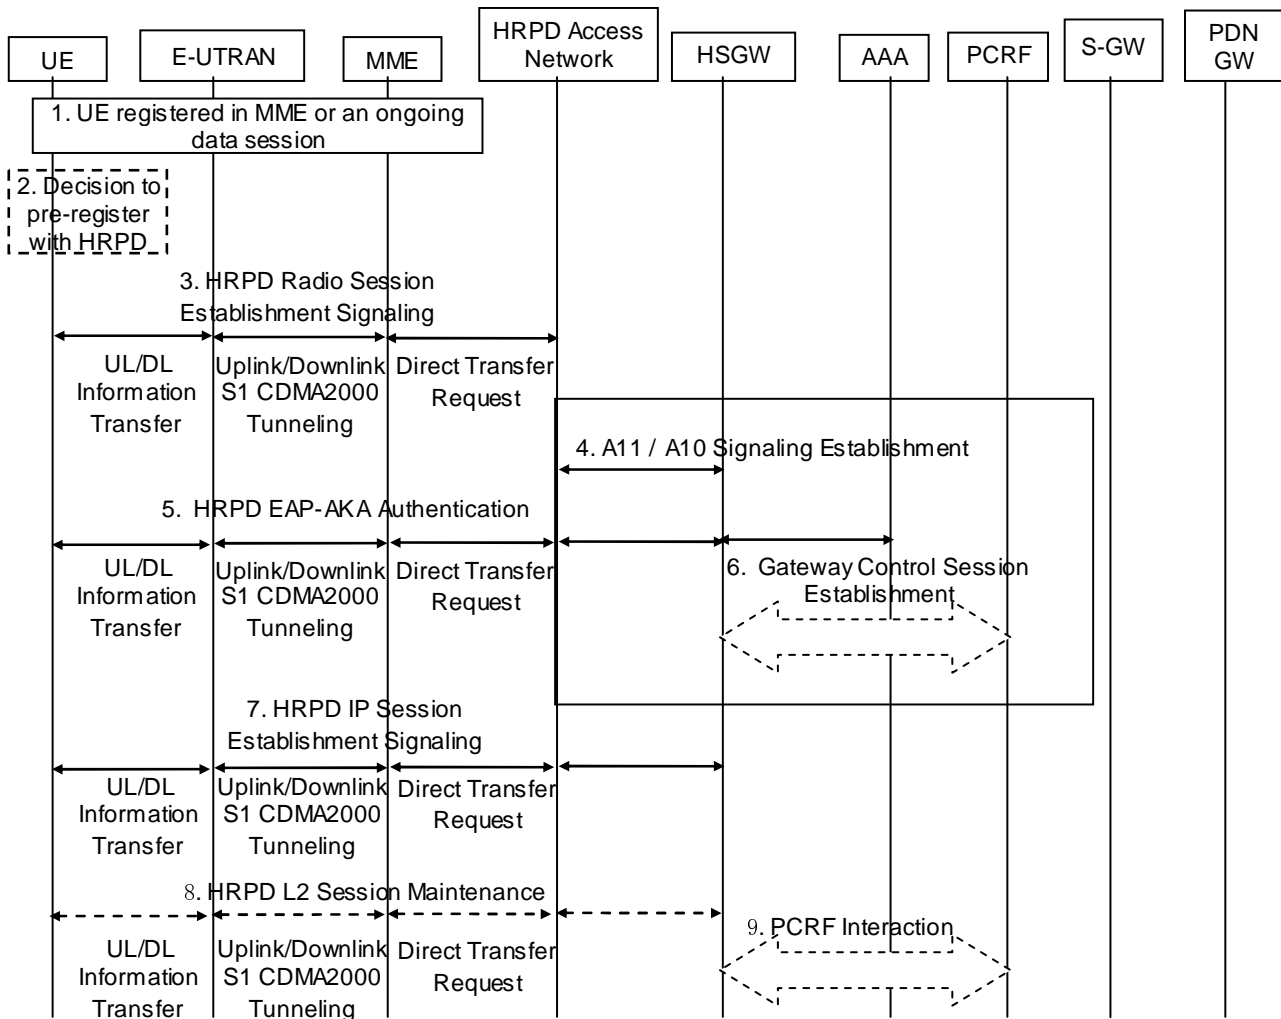 UE
E-UTRAN
MME
HRPD Access
Network
HSGW
AAA
PCRF
S-GW
PDN
GW
1. UE registered in MME or an ongoing
data session
2. Decision to
pre-register
with HRPD
3. HRPD Radio Session
Establishment Signaling
UL/DL
Information
Transfer
Uplink/Downlink
S1 CDMA2000
Tunneling
Direct Transfer
Request
4. A11 / A10 Signaling Establishment
5. HRPD EAP-AKA Authentication
UL/DL
Information
Transfer
Uplink/Downlink
S1 CDMA2000
Tunneling
Direct Transfer
Request
6. Gateway Control Session
Establishment
7. HRPD IP Session
Establishment Signaling
UL/DL
Information
Transfer
Uplink/Downlink
S1 CDMA2000
Tunneling
Direct Transfer
Request
8. HRPD L2 Session Maintenance
9. PCRF Interaction
UL/DL
Information
Transfer
Uplink/Downlink
S1 CDMA2000
Tunneling
Direct Transfer
Request